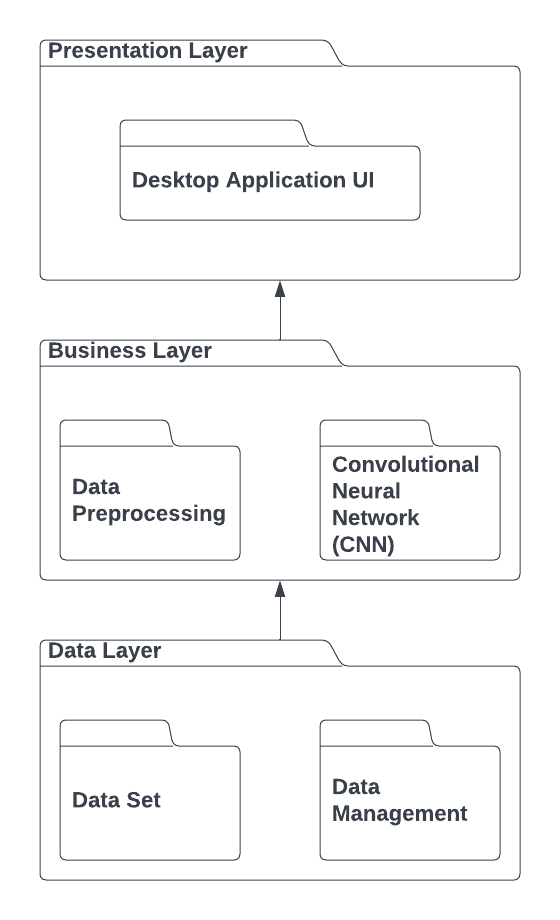 Presentation Layer
Desktop Application UI
Business Layer
Data
Preprocessing
Convolutional
Neural
Network
(CNN)
Data Layer
Data Set
Data
Management